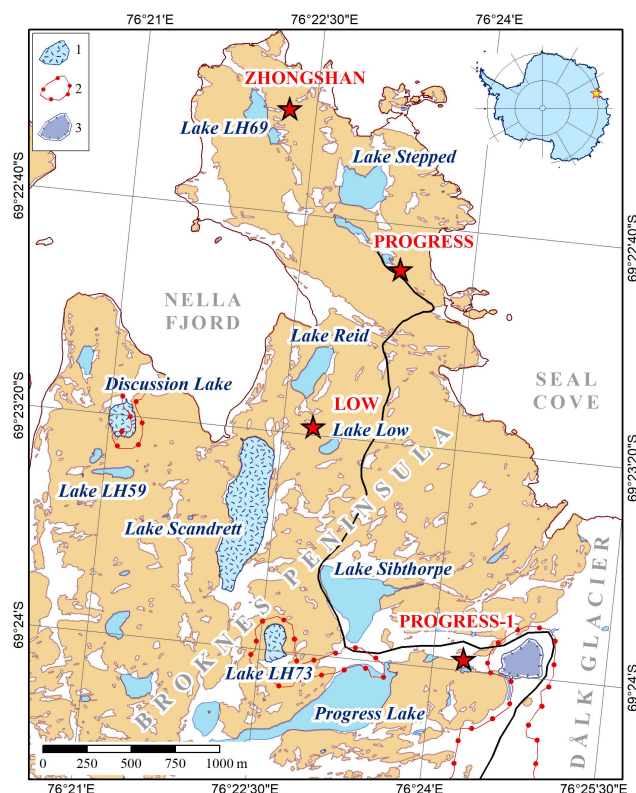 76°21'E 76°22'30"E 76°24'E
1
2
3
ZHONGSHAN
Lake LH69
Lake Stepped
69°22'40"S
69°22'40"S
PROGRESS
NELLA
FJORD
Lake Reid
Discussion Lake
SEAL
COVE
LOW
Lake Low
69°23'20"S
69°23'20"S
Lake LH59
Lake Scandrett
BROKNES PENINSULA
Lake Sibthorpe
PROGRESS-1
DÅLK GLACIER
69°24'S
69°24'S
Lake LH73
Progress Lake
0 250 500 750 1000 m
76°21'E 76°22'30"E 76°24'E 76°25'30"E